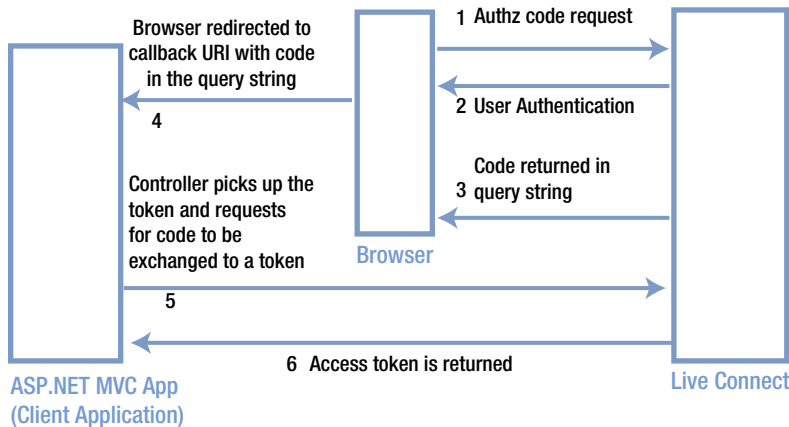 1 Authz code request
Browser redirected to
callback URI with code
in the query string
4
2 User Authentication
Code returned in
3 query string
Controller picks up the
token and requests
for code to be
exchanged to a token
Browser
5
6 Access token is returned
ASP.NET MVC App
(Client Application)
Live Connect